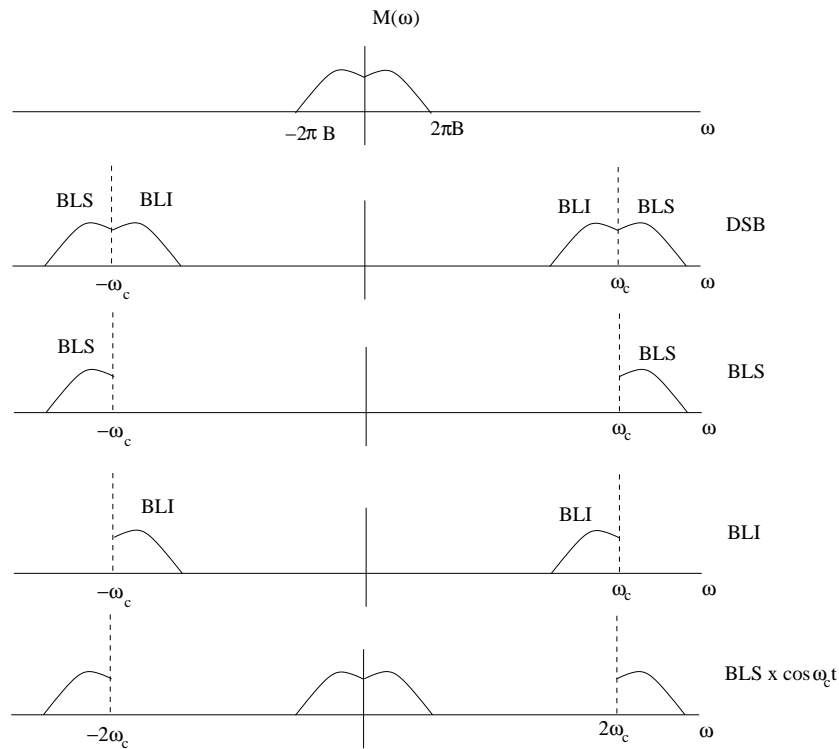 M(ω)
−2π B
2πB
ω
BLS
BLI
BLI
BLS
DSB
−ω_c
ω_c
ω
BLS
BLS
BLS
−ω_c
ω_c
ω
BLI
BLI
BLI
−ω_c
ω_c
ω
BLS x cos ω_c t
−2ω_c
2ω_c
ω